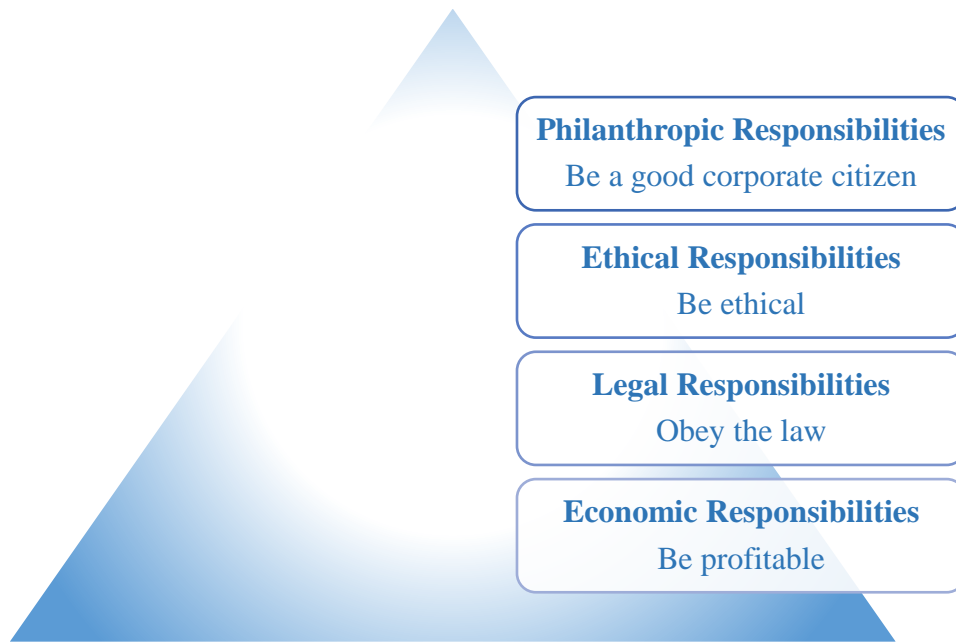 Philanthropic Responsibilities
Be a good corporate citizen
Ethical Responsibilities
Be ethical
Legal Responsibilities
Obey the law
Economic Responsibilities
Be profitable